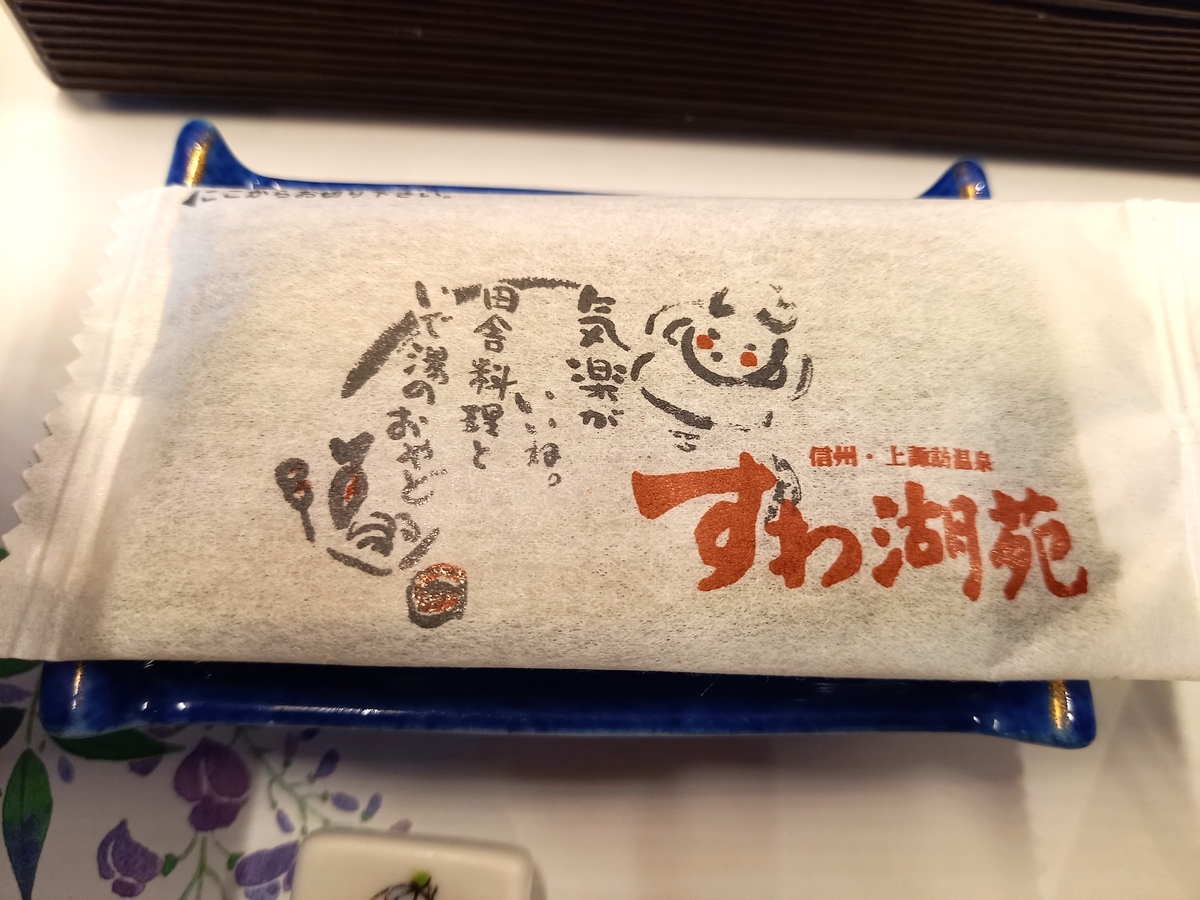 ここからお切り下さい。
気楽が
いいね。
田舎料理と
いで湯のおやど
信州・上諏訪温泉
すわ湖苑